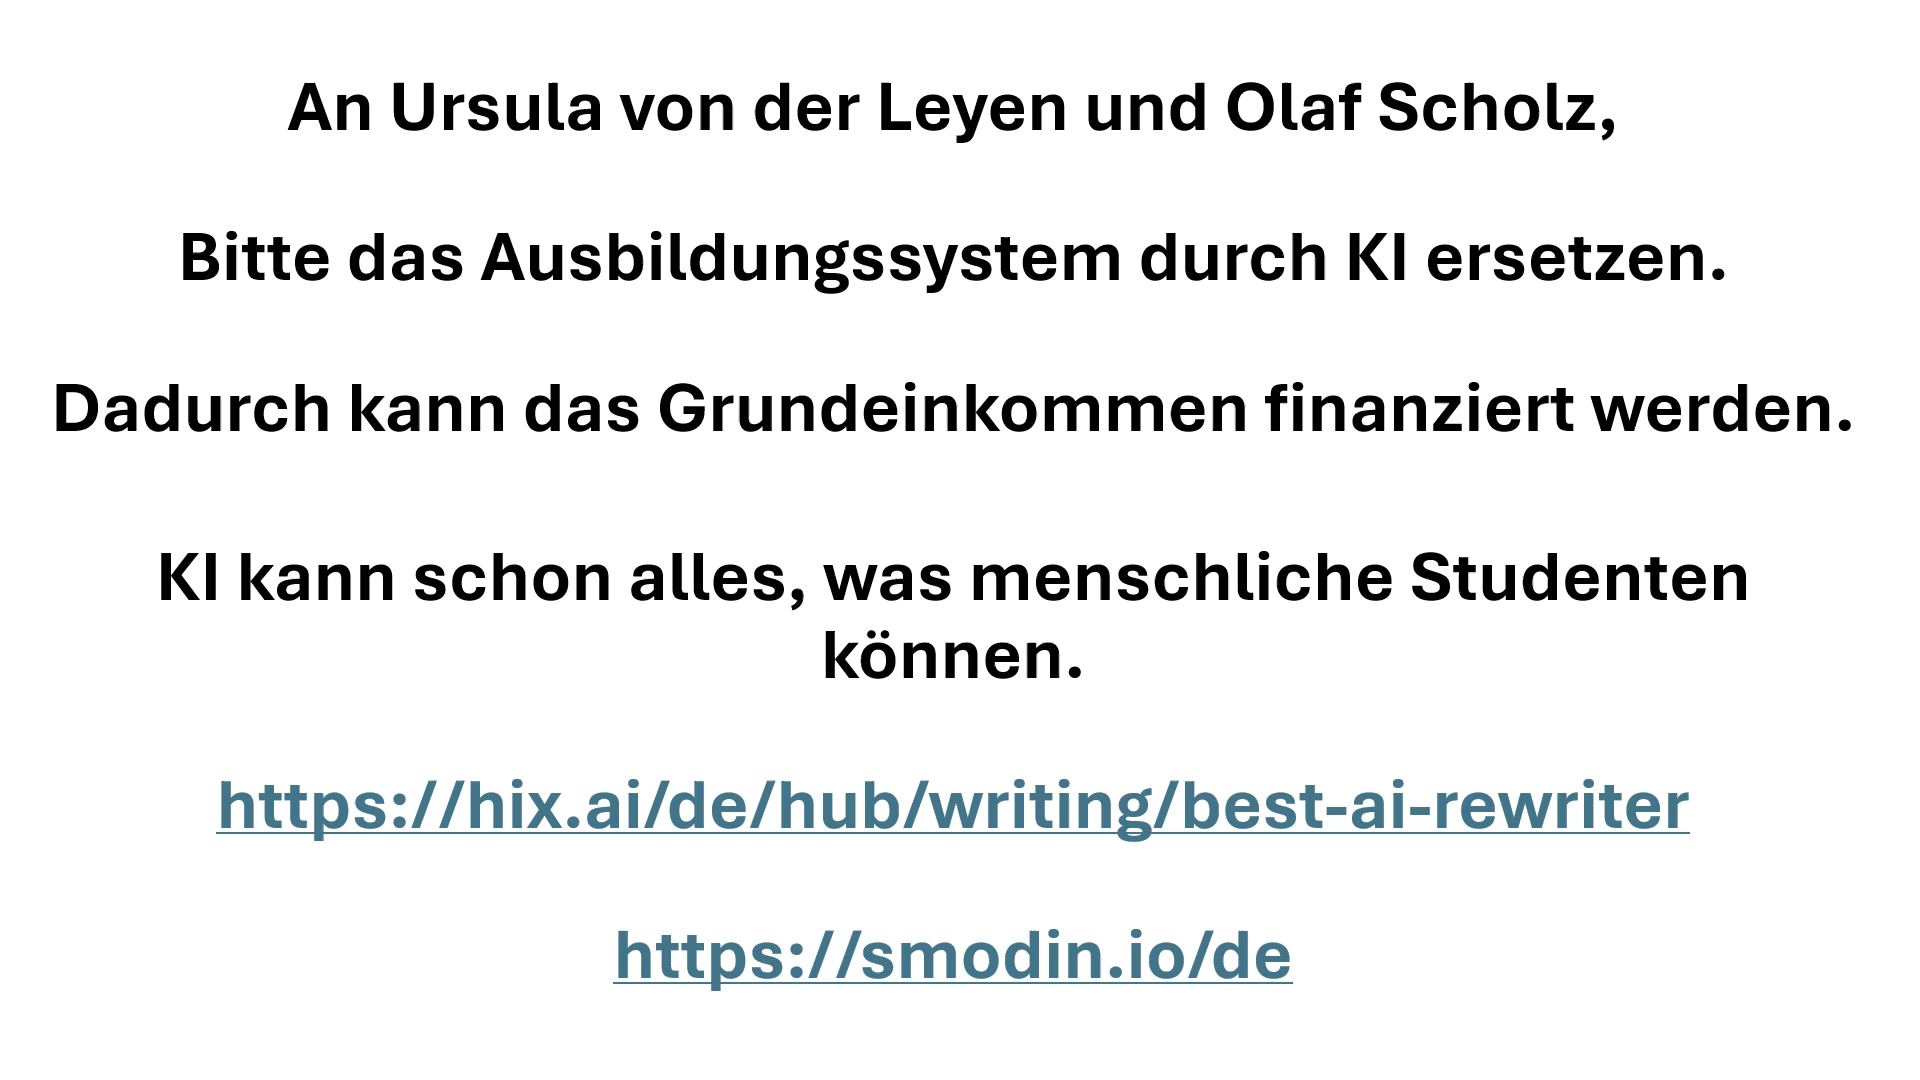 An Ursula von der Leyen und Olaf Scholz,
Bitte das Ausbildungssystem durch KI ersetzen.
Dadurch kann das Grundeinkommen finanziert werden.
KI kann schon alles, was menschliche Studenten
können.
https://hix.ai/de/hub/writing/best-ai-rewriter
https://smodin.io/de